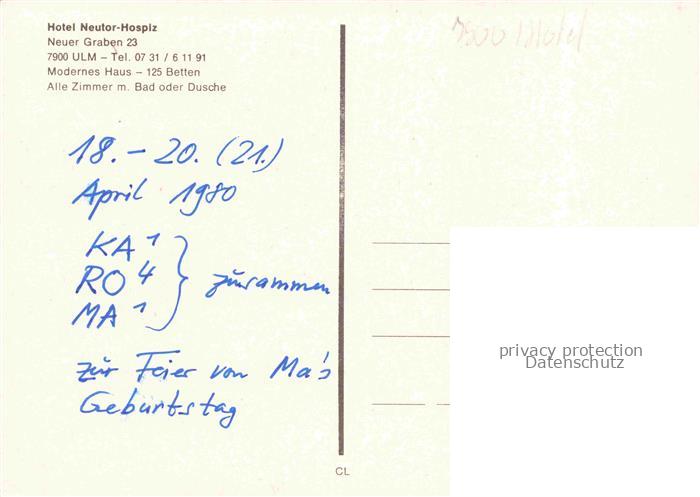 Hotel Neutor-Hospiz
Neuer Graben 23
7900 ULM – Tel. 07 31 / 6 11 91
Modernes Haus – 125 Betten
Alle Zimmer m. Bad oder Dusche
7900 Hotel
18. – 20. (21.)
April 1980
KA 1
RO 4 } zusammen
MA 1
zur Feier von Ma's
Geburtstag
privacy protection
Datenschutz
CL